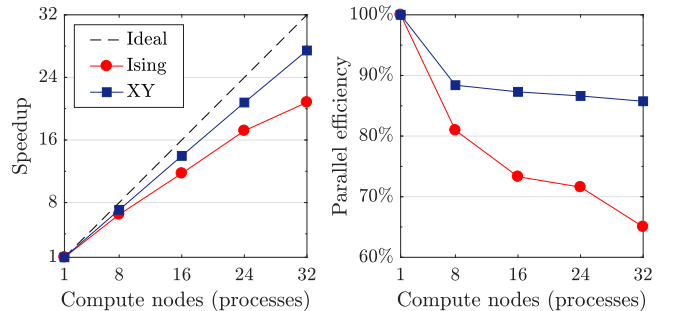 32
24
16
8
1
Speedup
Ideal
Ising
XY
1
8
16
24
32
Compute nodes (processes)
100%
90%
80%
70%
60%
Parallel efficiency
1
8
16
24
32
Compute nodes (processes)